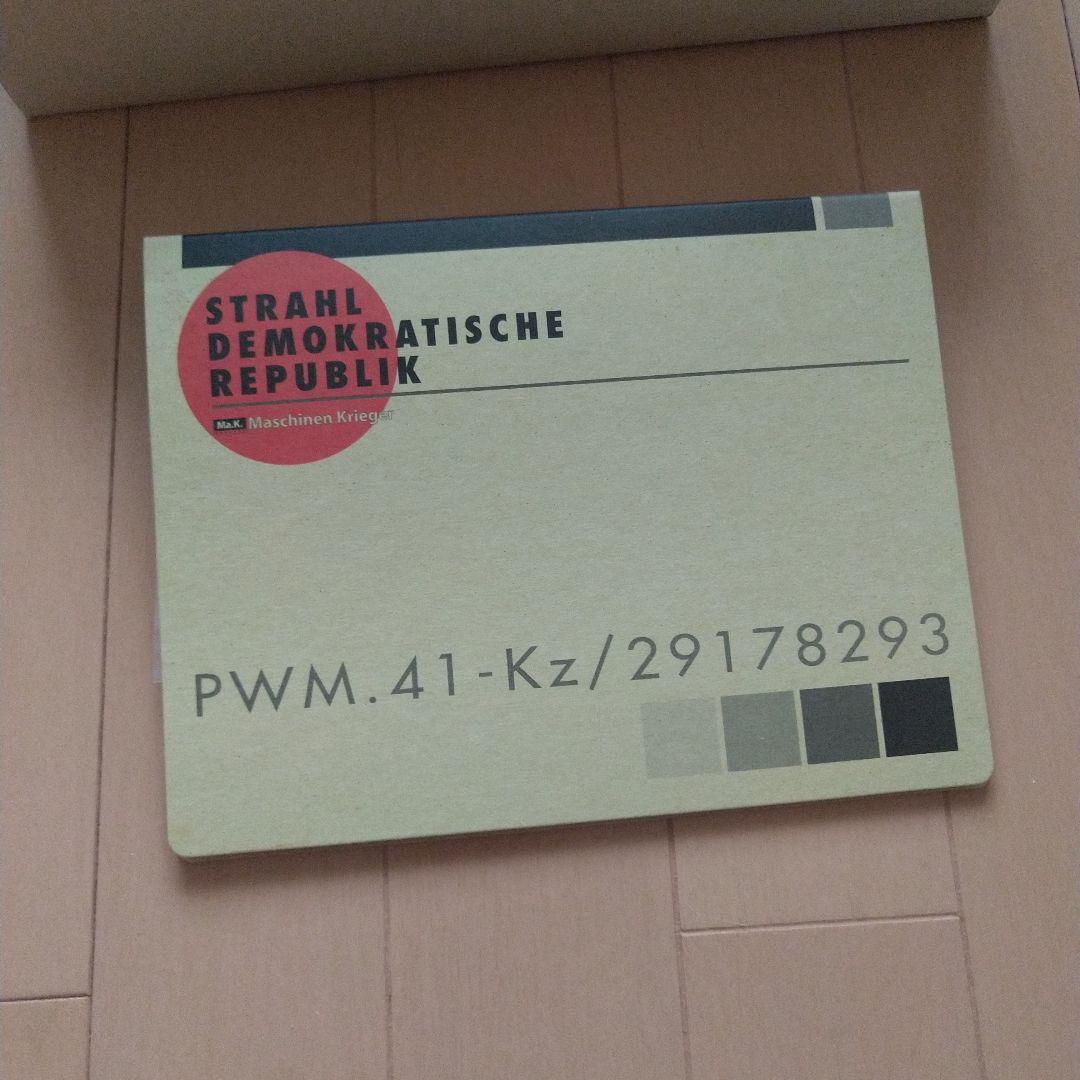 STRAHL
DEMOKRATISCHE
REPUBLIK
Ma.K. Maschinen Krieger
PWM.41-Kz/29178293